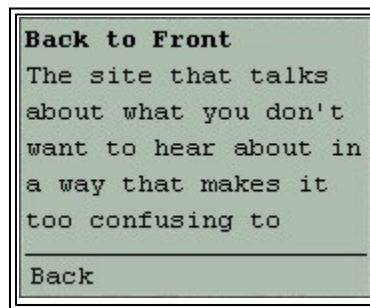 Back to Front
The site that talks
about what you don't
want to hear about in
a way that makes it
too confusing to
Back